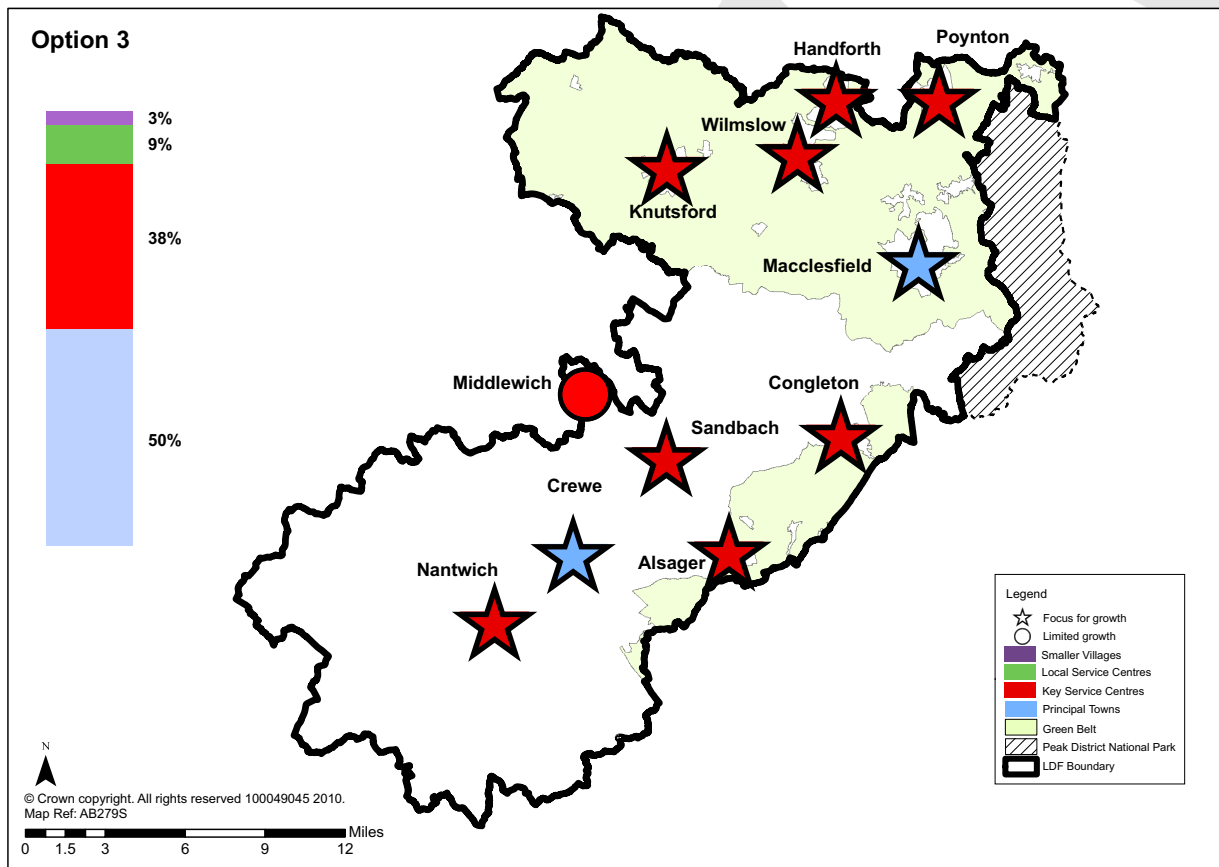 Option 3
3%
9%
38%
50%
Handforth
Poynton
Wilmslow
Knutsford
Macclesfield
Middlewich
Congleton
Sandbach
Crewe
Alsager
Nantwich
Legend
Focus for growth
Limited growth
Smaller Villages
Local Service Centres
Key Service Centres
Principal Towns
Green Belt
Peak District National Park
LDF Boundary
N
© Crown copyright. All rights reserved 100049045 2010.
Map Ref: AB279S
Miles
0 1.5 3 6 9 12